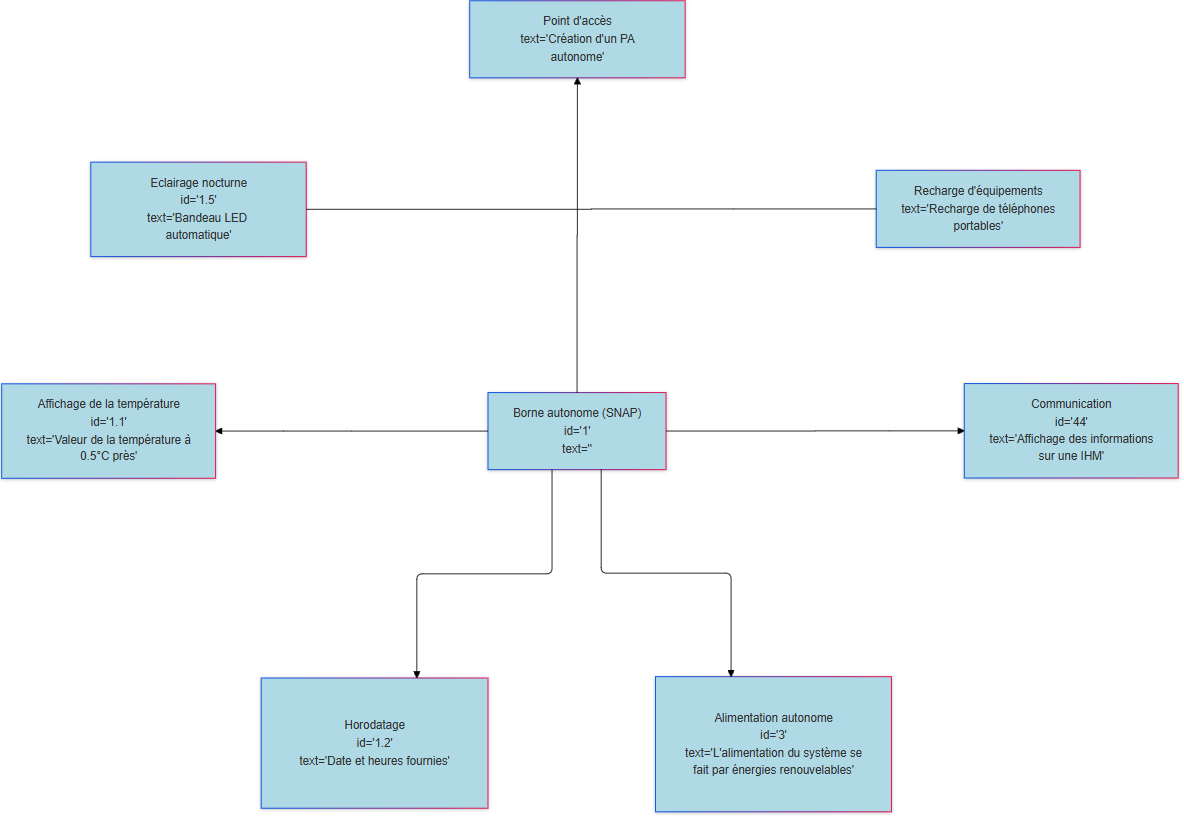 Point d'accès
text='Création d'un PA
autonome'
Eclairage nocturne
id='1.5'
text='Bandeau LED
automatique'
Recharge d'équipements
text='Recharge de téléphones
portables'
Affichage de la température
id='1.1'
text='Valeur de la température à
0.5°C près'
Borne autonome (SNAP)
id='1'
text=''
Communication
id='44'
text='Affichage des informations
sur une IHM'
Horodatage
id='1.2'
text='Date et heures fournies'
Alimentation autonome
id='3'
text='L'alimentation du système se
fait par énergies renouvelables'